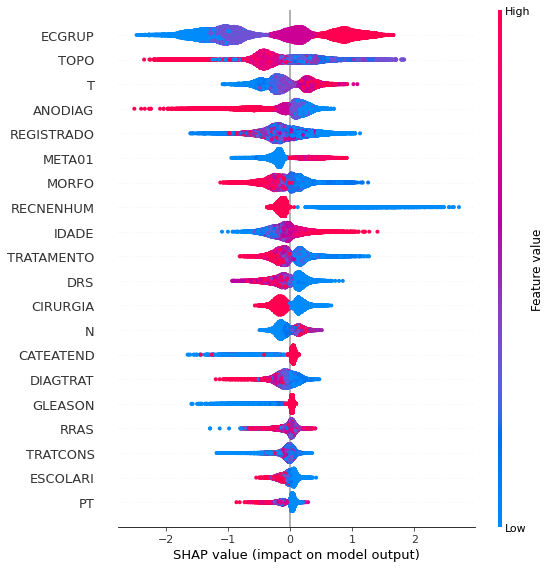 High
ECGRUP
TOPO
T
ANODIAG
REGISTRADO
META01
MORFO
RECNENHUM
IDADE
TRATAMENTO
DRS
CIRURGIA
N
CATEATEND
DIAGTRAT
GLEASON
RRAS
TRATCONS
ESCOLARI
PT
Feature value
Low
−2 −1 0 1 2
SHAP value (impact on model output)